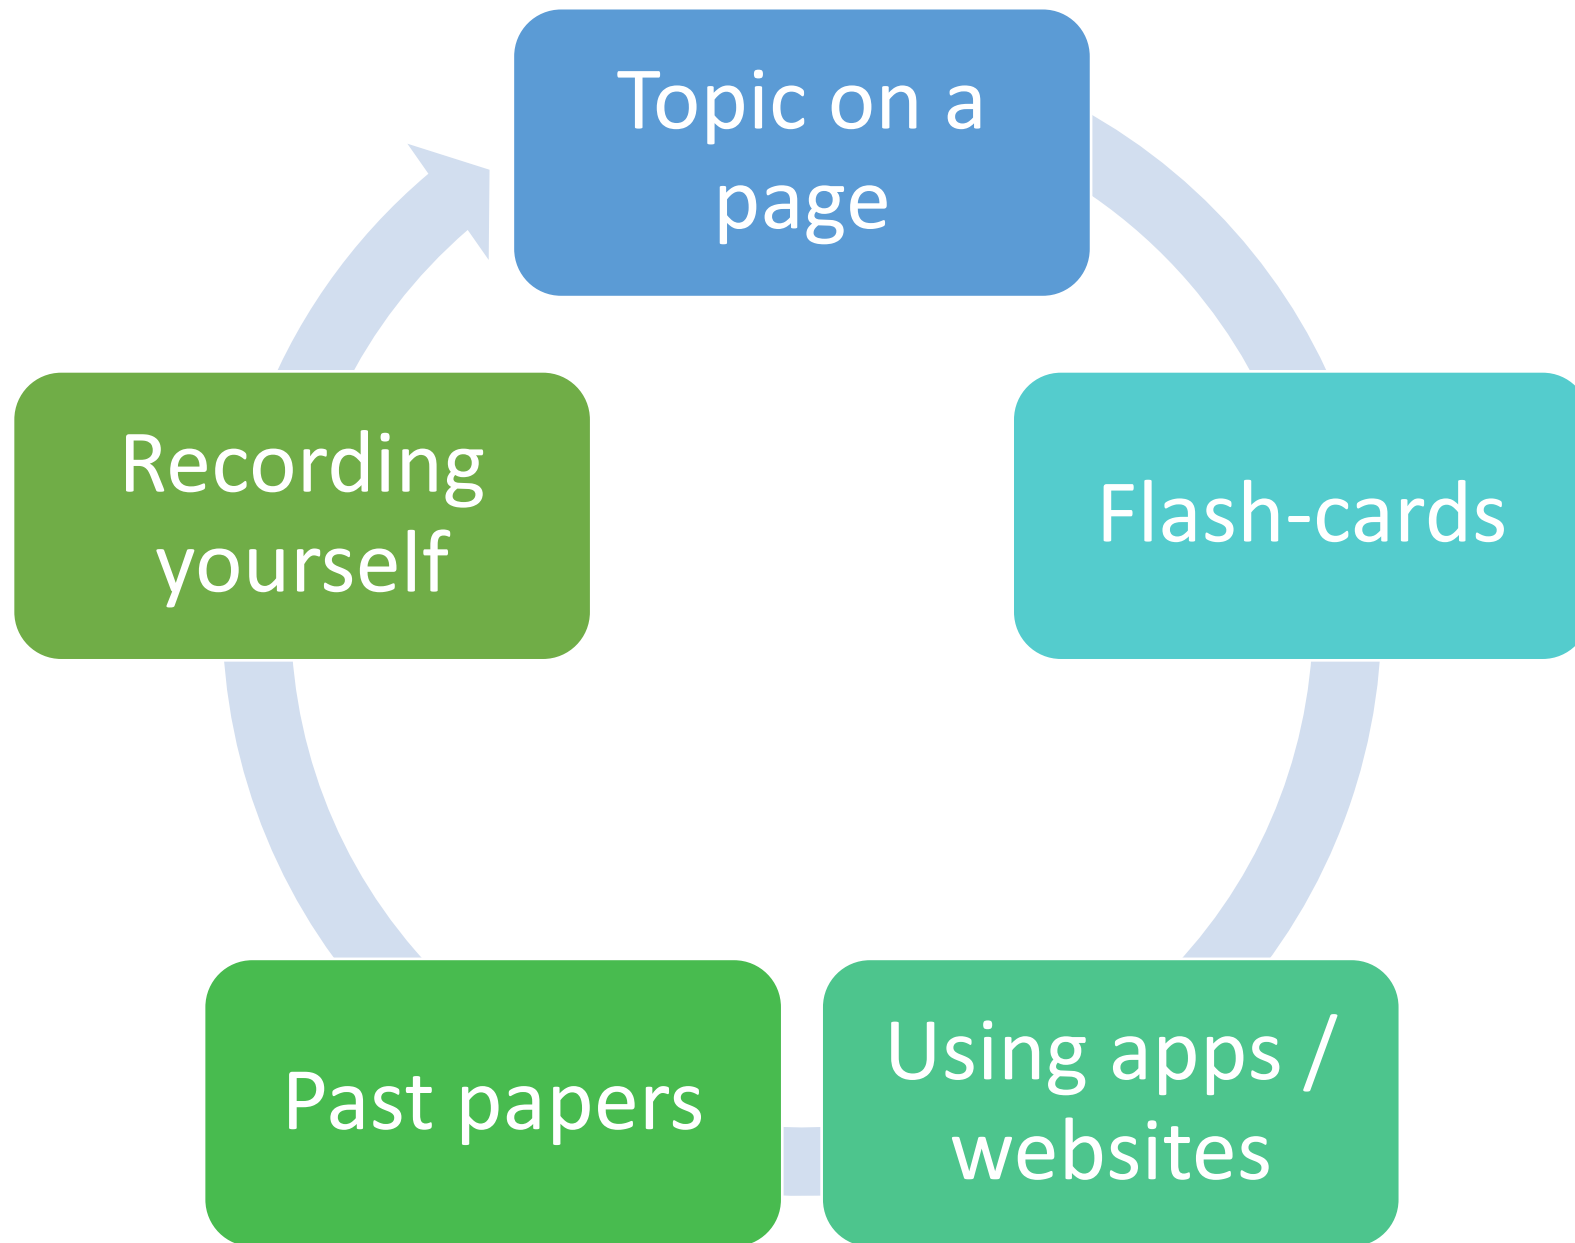 Topic on a
page
Flash-cards
Using apps /
websites
Past papers
Recording
yourself